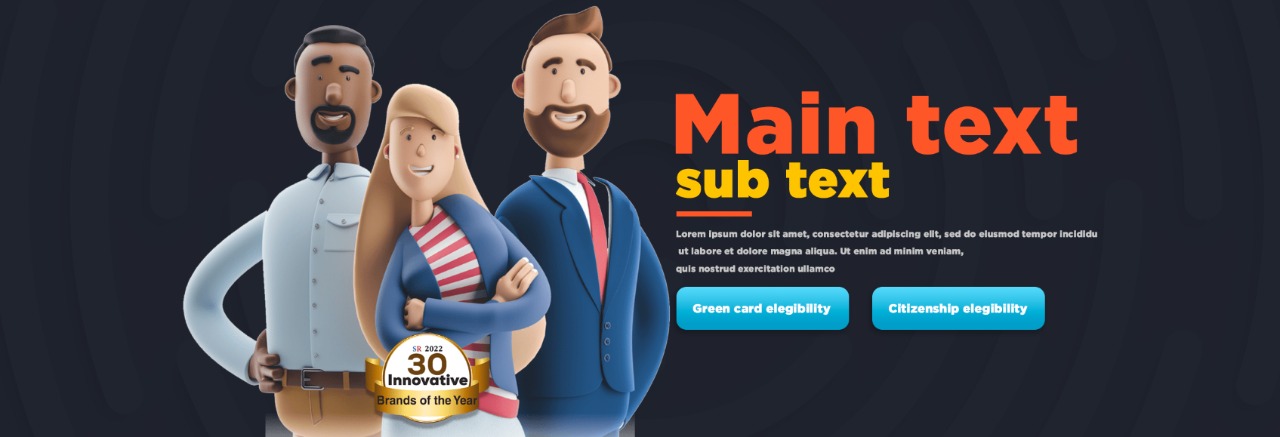 Main text
sub text
Lorem ipsum dolor sit amet, consectetur adipiscing elit, sed do eiusmod tempor incididu
ut labore et dolore magna aliqua. Ut enim ad minim veniam,
quis nostrud exercitation ullamco
Green card elegibility
Citizenship elegibility
SR 2022
30
Innovative
Brands of the Year